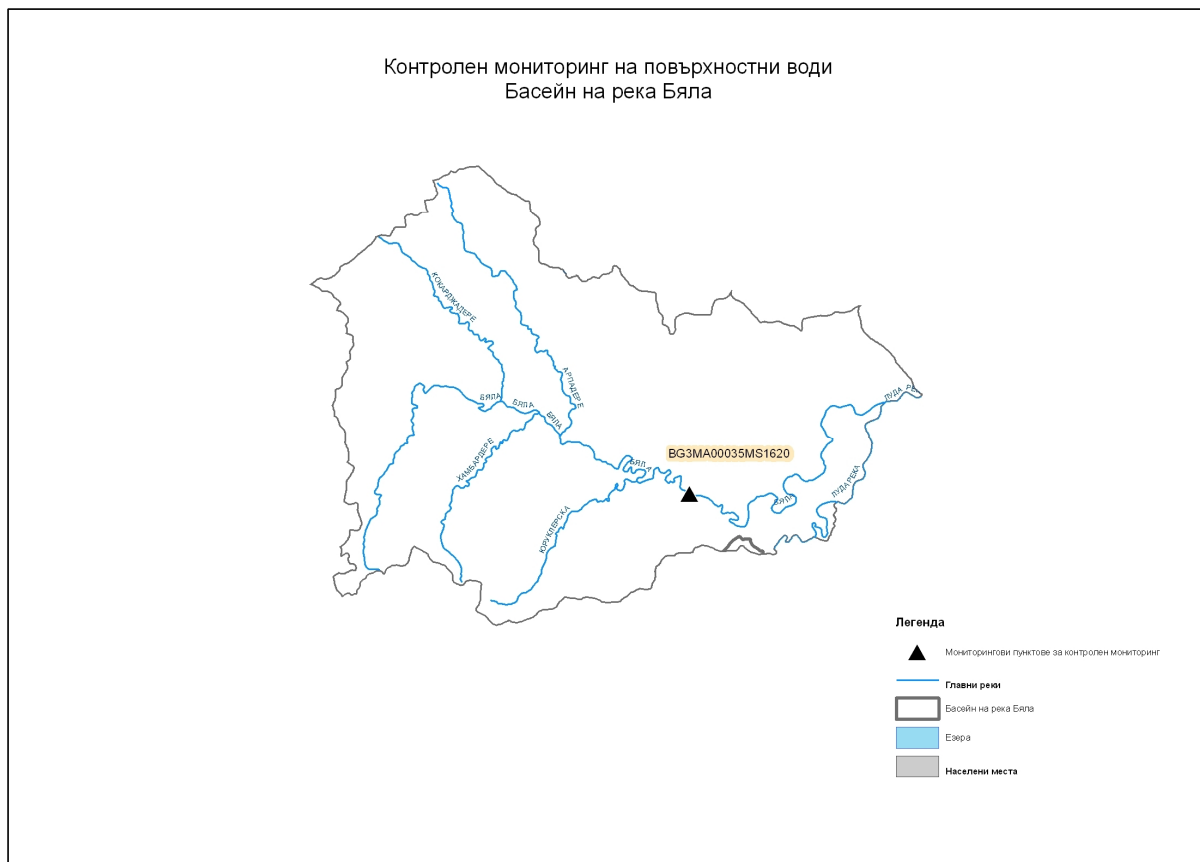 Контролен мониторинг на повърхностни води
Басейн на река Бяла
КОКАРДЖАДЕРЕ
АРПАДЕРЕ
ЛУДА РЕ
БЯЛА
БЯЛА
БЯЛА
ХАМБАРДЕРЕ
BG3MA00035MS1620
БЯЛА
ЛУДА РЕКА
БЯЛА
ЮРУКЛЕРСКА
Легенда
Мониторингови пунктове за контролен мониторинг
Главни реки
Басейн на река Бяла
Езера
Населени места